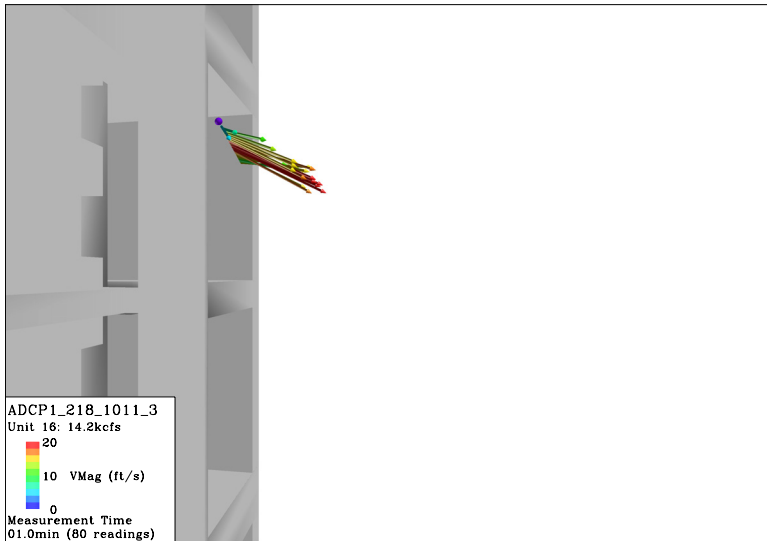 ADCP1_218_1011_3
Unit 16: 14.2kcfs
20
10 VMag (ft/s)
0
Measurement Time
01.0min (80 readings)